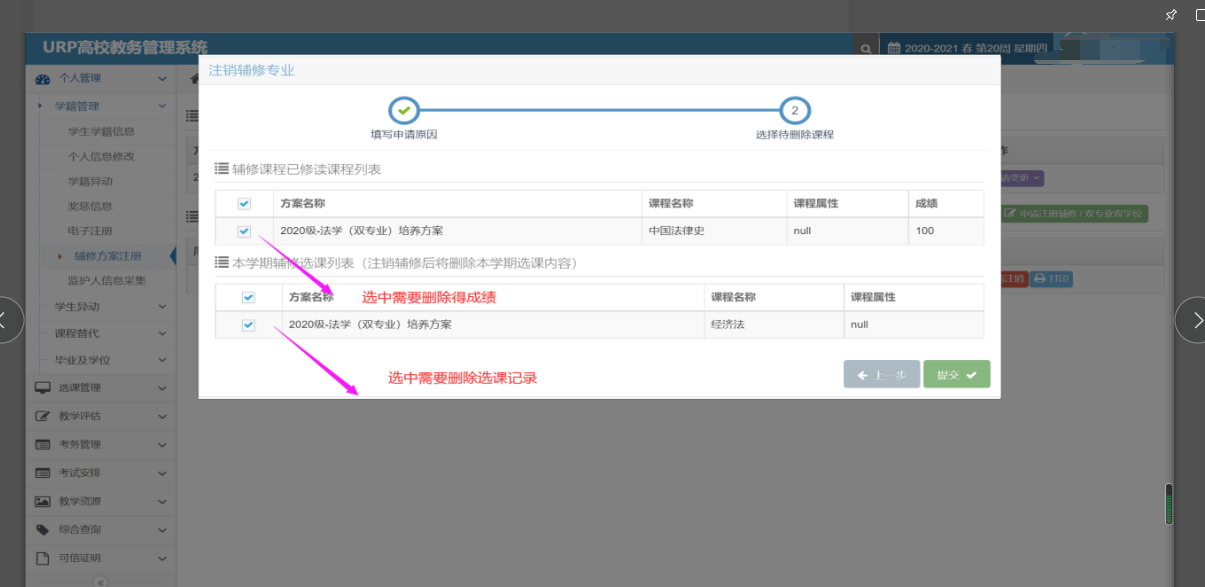 URP高校教务管理系统
2020-2021 春 第20周 星期四
个人管理
学籍管理
学生学籍信息
个人信息修改
学籍异动
奖惩信息
电子注册
辅修方案注册
监护人信息采集
学生异动
课程替代
毕业及学位
选课管理
教学评估
考务管理
考试安排
教学资源
综合查询
可信证明
注销辅修专业
2
填写申请原因
选择待删除课程
辅修课程已修读课程列表
方案名称 课程名称 课程属性 成绩
2020级-法学（双专业）培养方案 中国法律史 null 100
本学期辅修选课列表（注销辅修后将删除本学期选课内容）
方案名称 课程名称 课程属性
选中需要删除得成绩
2020级-法学（双专业）培养方案 经济法 null
选中需要删除选课记录
上一步 提交
作
变更
申请注册辅修 / 双专业双学位
注销 打印